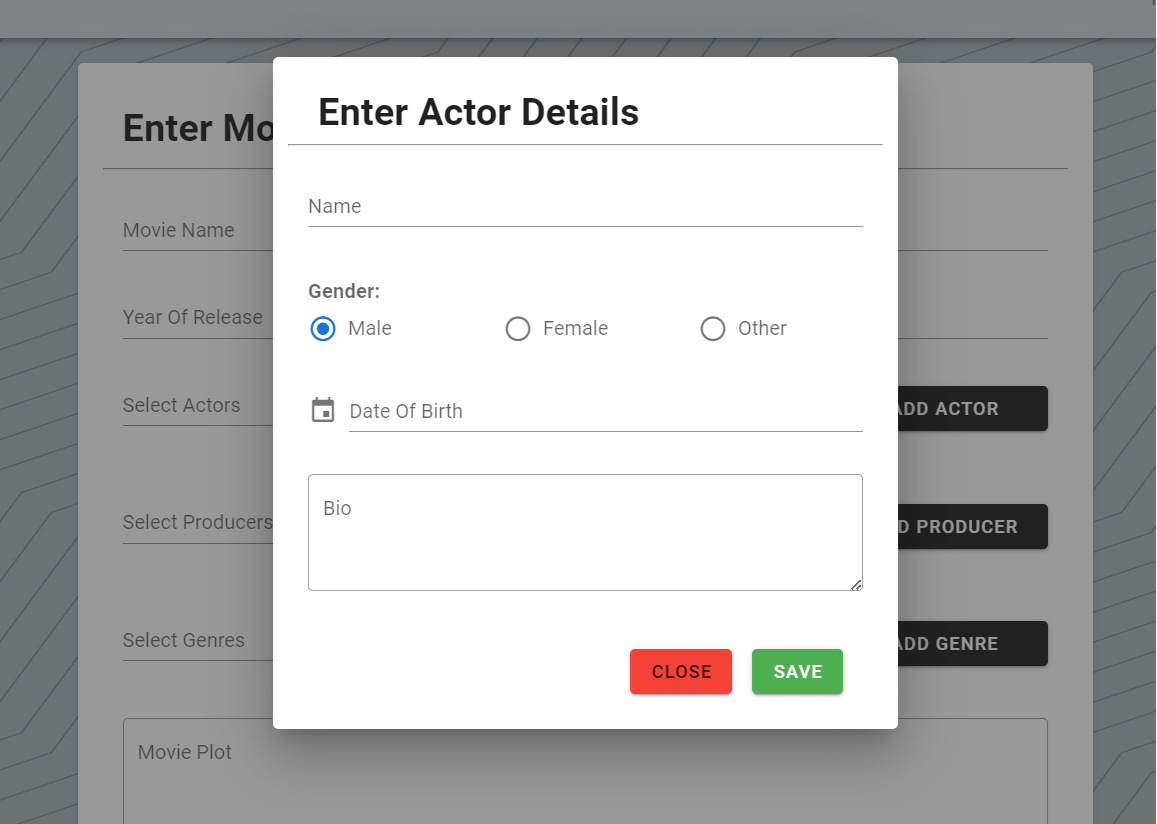 Enter Actor Details
Name
Gender:
Male Female Other
Date Of Birth
Bio
CLOSE SAVE
Enter Mo
Movie Name
Year Of Release
Select Actors
ADD ACTOR
Select Producers
D PRODUCER
Select Genres
ADD GENRE
Movie Plot